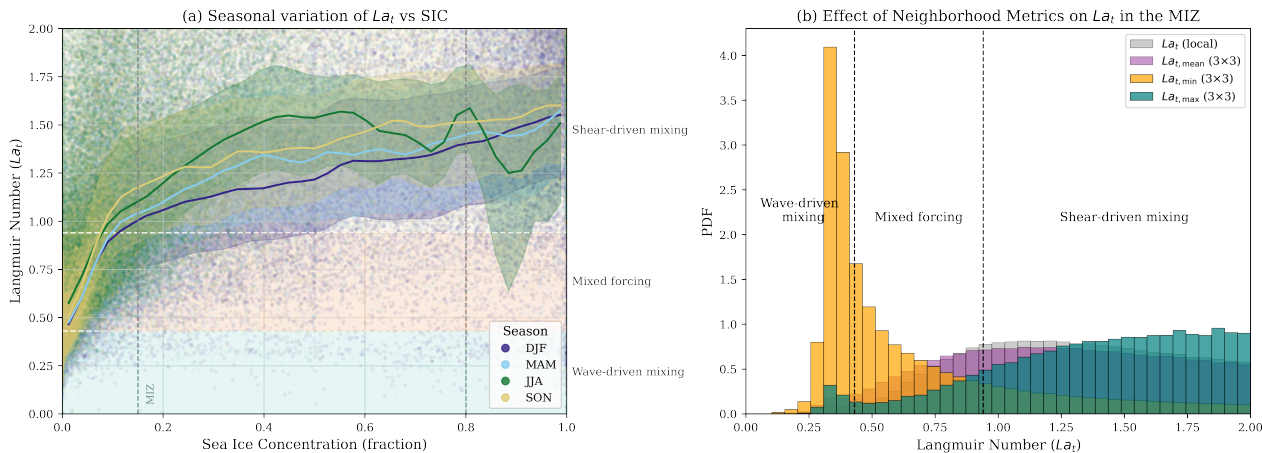 (a) Seasonal variation of La_t vs SIC
2.00
1.75
1.50
1.25
1.00
0.75
0.50
0.25
0.00
Langmuir Number (La_t)
0.0
0.2
0.4
0.6
0.8
1.0
Sea Ice Concentration (fraction)
MIZ
Shear-driven mixing
Mixed forcing
Wave-driven mixing
Season
DJF
MAM
JJA
SON
(b) Effect of Neighborhood Metrics on La_t in the MIZ
4.0
3.5
3.0
2.5
2.0
1.5
1.0
0.5
0.0
PDF
0.00
0.25
0.50
0.75
1.00
1.25
1.50
1.75
2.00
Langmuir Number (La_t)
Wave-driven
mixing
Mixed forcing
Shear-driven mixing
La_t (local)
La_t,mean (3×3)
La_t,min (3×3)
La_t,max (3×3)